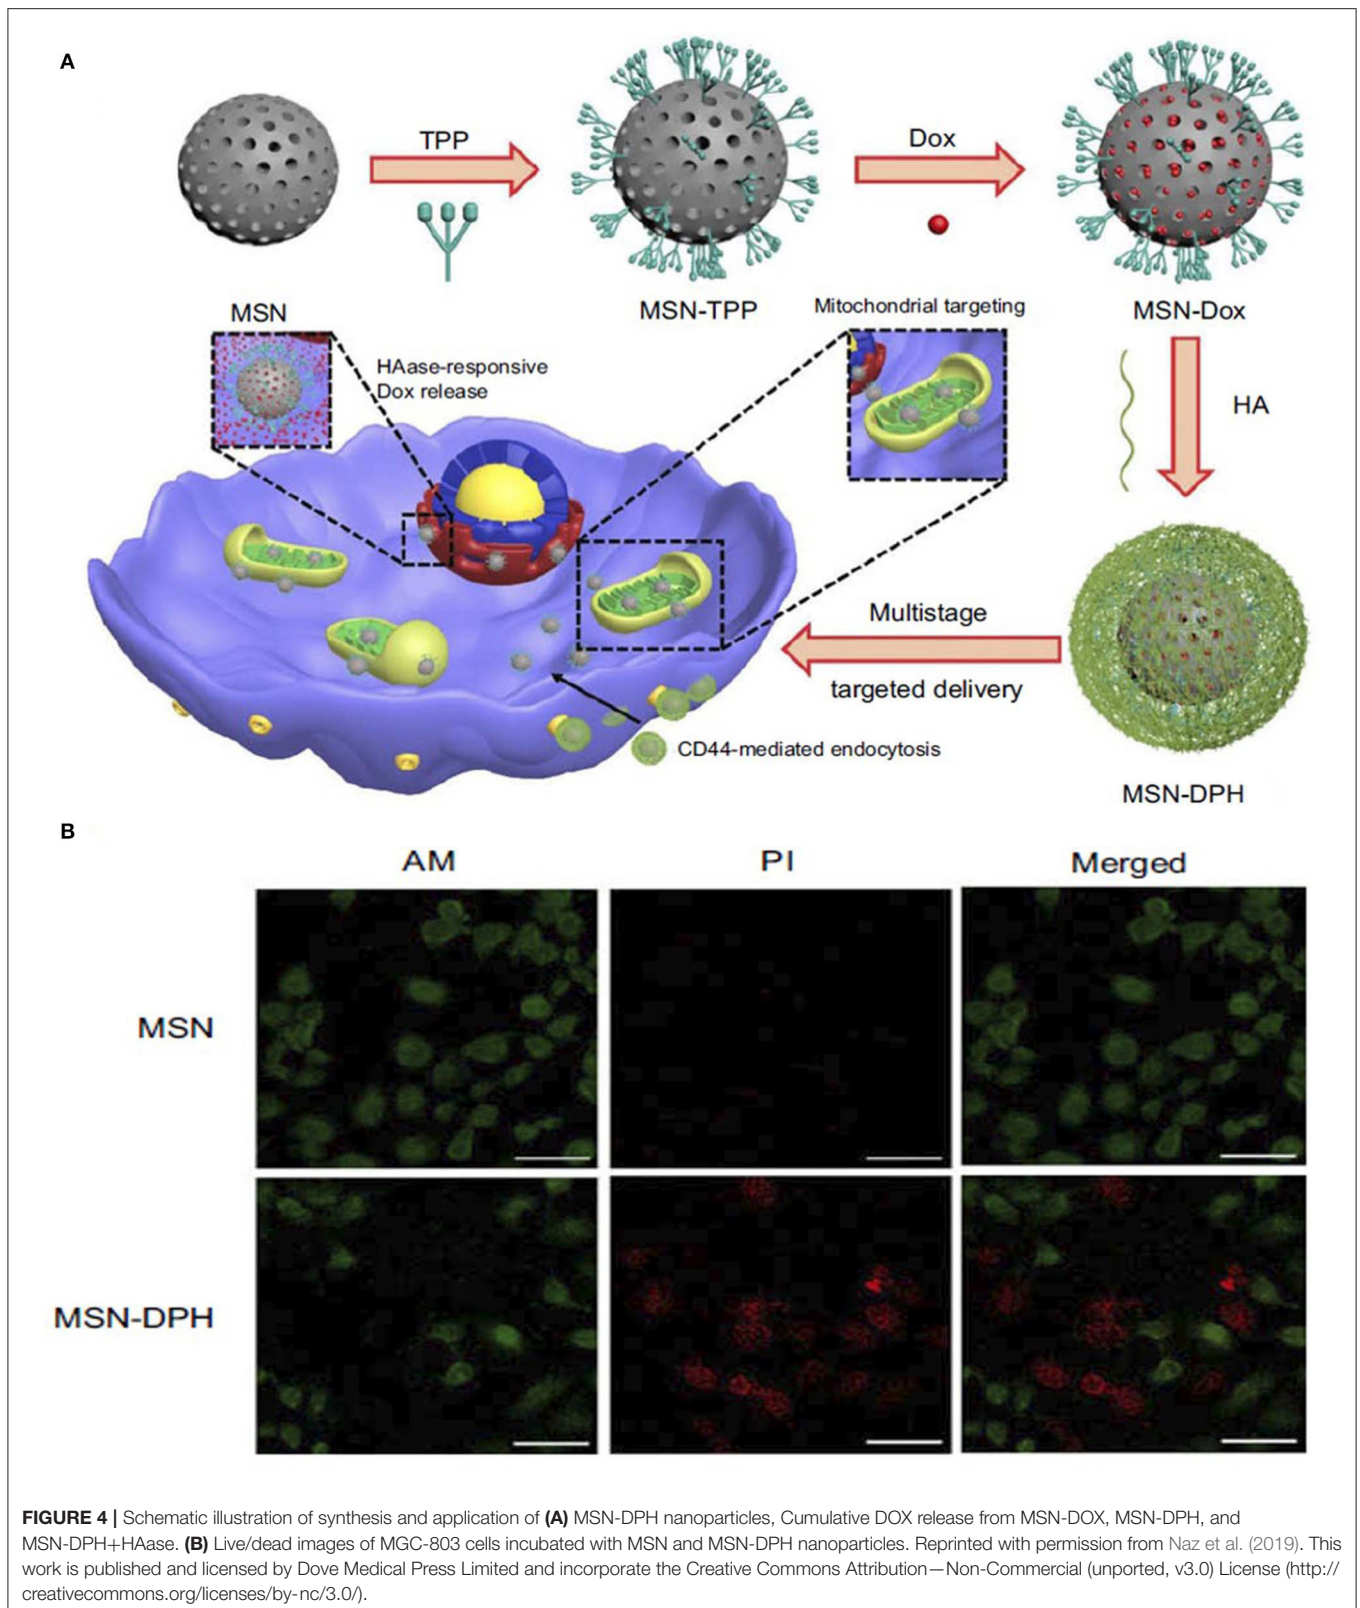 A
TPP
Dox
MSN
MSN-TPP
Mitochondrial targeting
MSN-Dox
HAase-responsive
Dox release
HA
Multistage
targeted delivery
CD44-mediated endocytosis
MSN-DPH
B
AM
PI
Merged
MSN
MSN-DPH
FIGURE 4 | Schematic illustration of synthesis and application of (A) MSN-DPH nanoparticles, Cumulative DOX release from MSN-DOX, MSN-DPH, and
MSN-DPH+HAase. (B) Live/dead images of MGC-803 cells incubated with MSN and MSN-DPH nanoparticles. Reprinted with permission from Naz et al. (2019). This
work is published and licensed by Dove Medical Press Limited and incorporate the Creative Commons Attribution—Non-Commercial (unported, v3.0) License (http://
creativecommons.org/licenses/by-nc/3.0/).